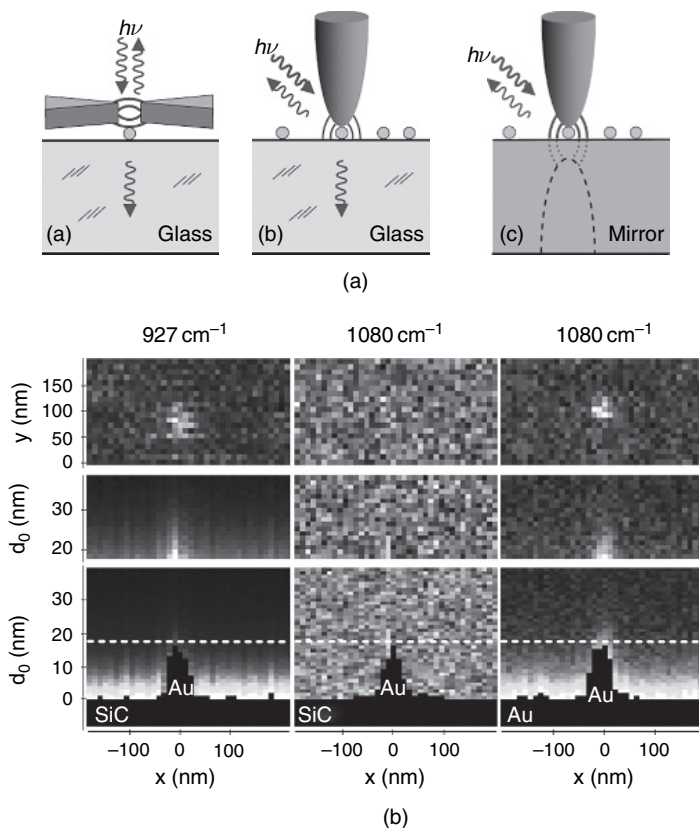 hν
hν
hν
(a) Glass
(b) Glass
(c) Mirror
(a)
927 cm⁻¹ 1080 cm⁻¹ 1080 cm⁻¹
y (nm)
150
100
50
0
d₀ (nm)
30
20
d₀ (nm)
30
20
10
0
Au
Au
Au
SiC
SiC
Au
−100 0 100
−100 0 100
−100 0 100
x (nm) x (nm) x (nm)
(b)